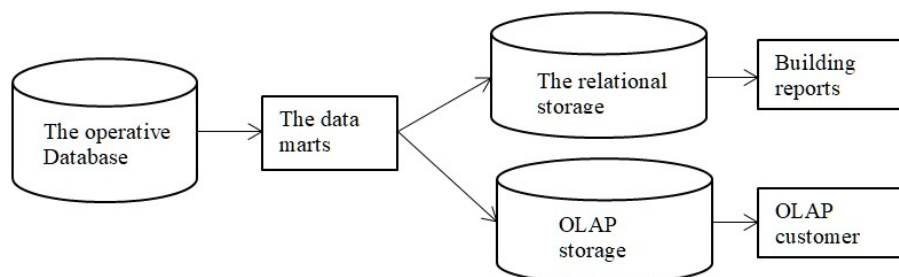 The operative
Database
The data
marts
The relational
storage
Building
reports
OLAP
storage
OLAP
customer